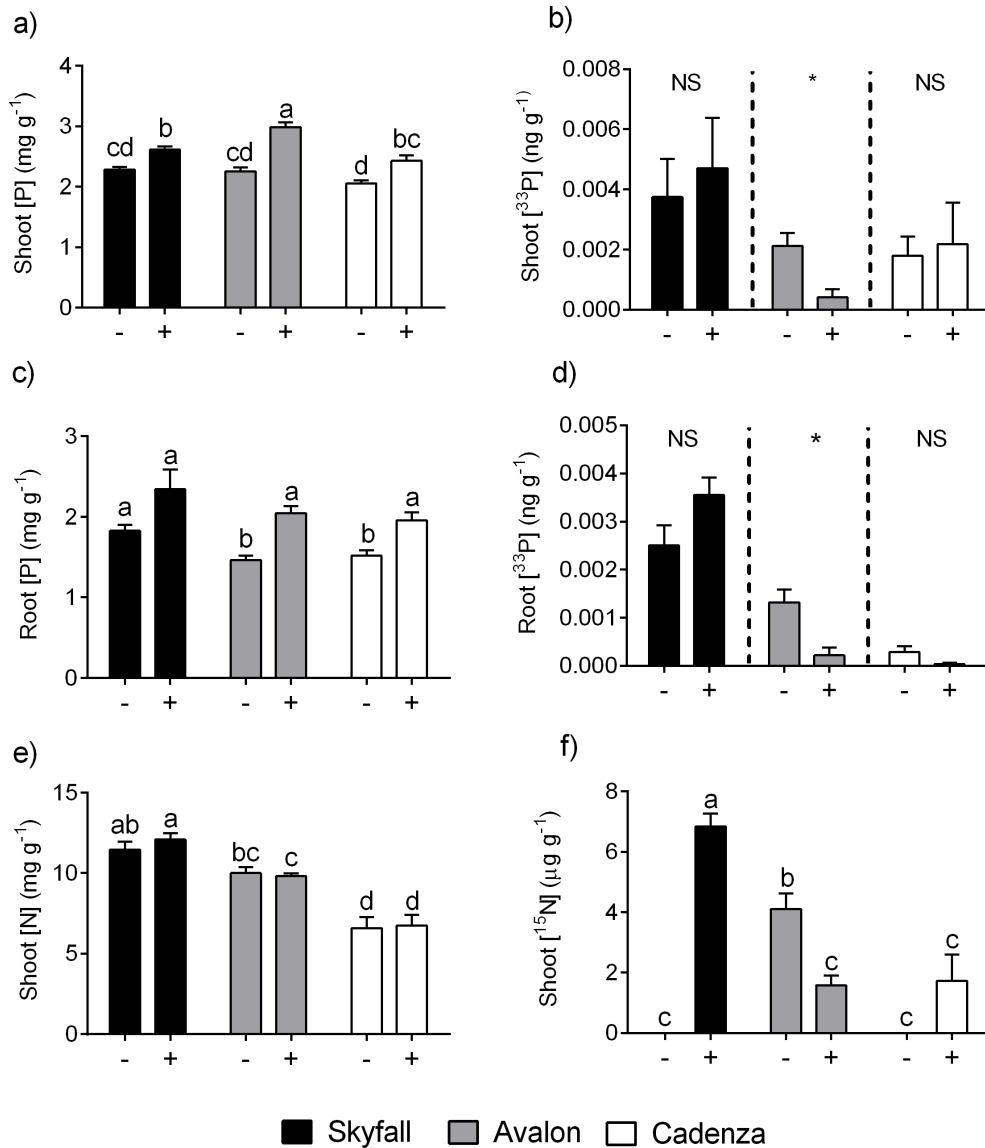 a)
Shoot [P] (mg g⁻¹)
4
3
2
1
0
cd b cd a d bc
- + - + - +
b)
Shoot [³³P] (ng g⁻¹)
0.008
0.006
0.004
0.002
0.000
NS * NS
- + - + - +
c)
Root [P] (mg g⁻¹)
3
2
1
0
a a b a b a
- + - + - +
d)
Root [³³P] (ng g⁻¹)
0.005
0.004
0.003
0.002
0.001
0.000
NS * NS
- + - + - +
e)
Shoot [N] (mg g⁻¹)
15
10
5
0
ab a bc c d d
- + - + - +
f)
Shoot [¹⁵N] (μg g⁻¹)
8
6
4
2
0
c a b c c c
- + - + - +
Skyfall Avalon Cadenza